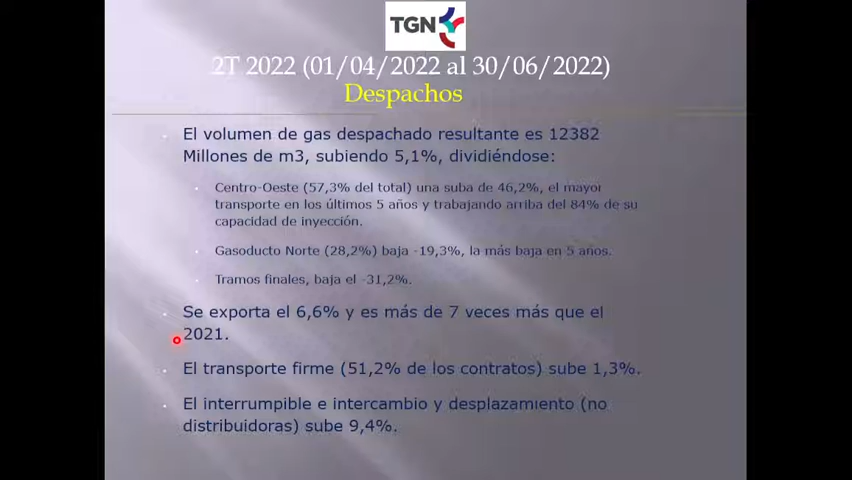 TGN
2T 2022 (01/04/2022 al 30/06/2022)
Despachos
El volumen de gas despachado resultante es 12382
Millones de m3, subiendo 5,1%, dividiéndose:
Centro-Oeste (57,3% del total) una suba de 46,2%, el mayor
transporte en los últimos 5 años y trabajando arriba del 84% de su
capacidad de inyección.
Gasoducto Norte (28,2%) baja -19,3%, la más baja en 5 años.
Tramos finales, baja el -31,2%.
Se exporta el 6,6% y es más de 7 veces más que el
2021.
El transporte firme (51,2% de los contratos) sube 1,3%.
El interrumpible e intercambio y desplazamiento (no
distribuidoras) sube 9,4%.